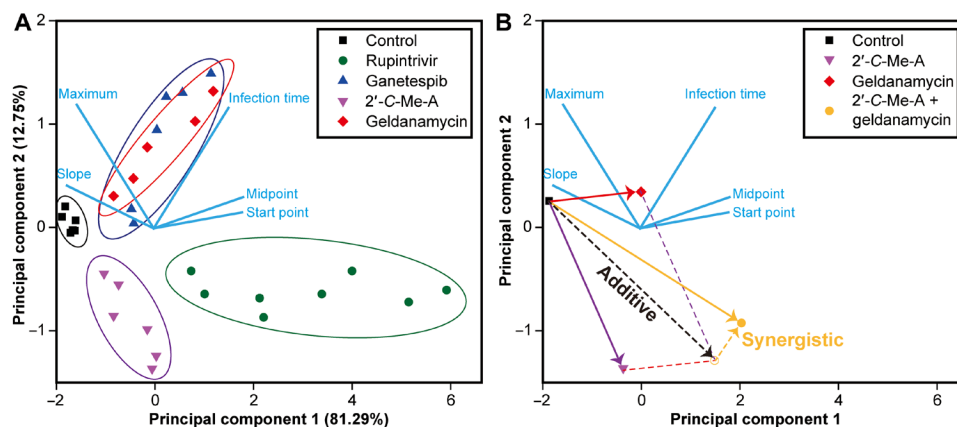 A
Principal component 2 (12.75%)
2
1
0
−1
−2
0
2
4
6
Principal component 1 (81.29%)
Control
Rupintrivir
Ganetespib
2′-C-Me-A
Geldanamycin
Maximum
Infection time
Slope
Midpoint
Start point
B
Principal component 2
2
1
0
−1
−2
0
2
4
6
Principal component 1
Control
2′-C-Me-A
Geldanamycin
2′-C-Me-A +
geldanamycin
Maximum
Infection time
Slope
Midpoint
Start point
Additive
Synergistic